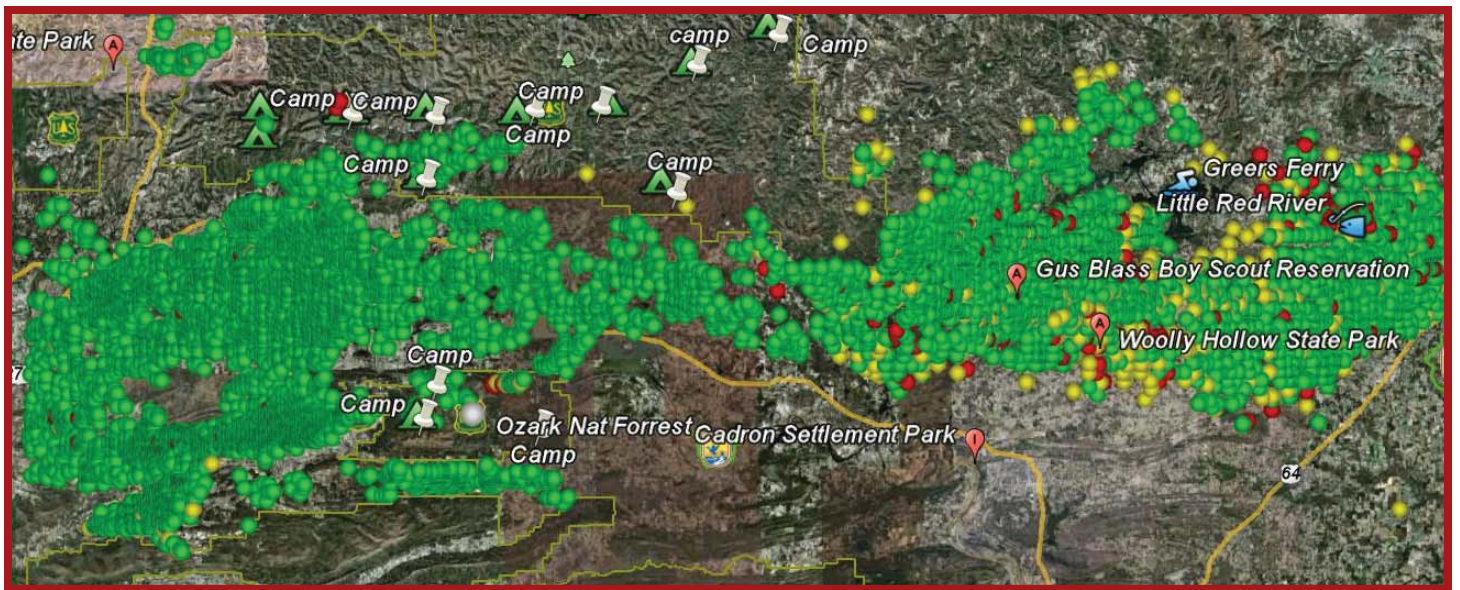 camp
Camp
ate Park
Camp
Camp
Camp
Camp
Camp
Camp
Greers Ferry
Little Red River
Gus Blass Boy Scout Reservation
Woolly Hollow State Park
Camp
7
Camp
Ozark Nat Forrest
Camp
Cadron Settlement Park
64